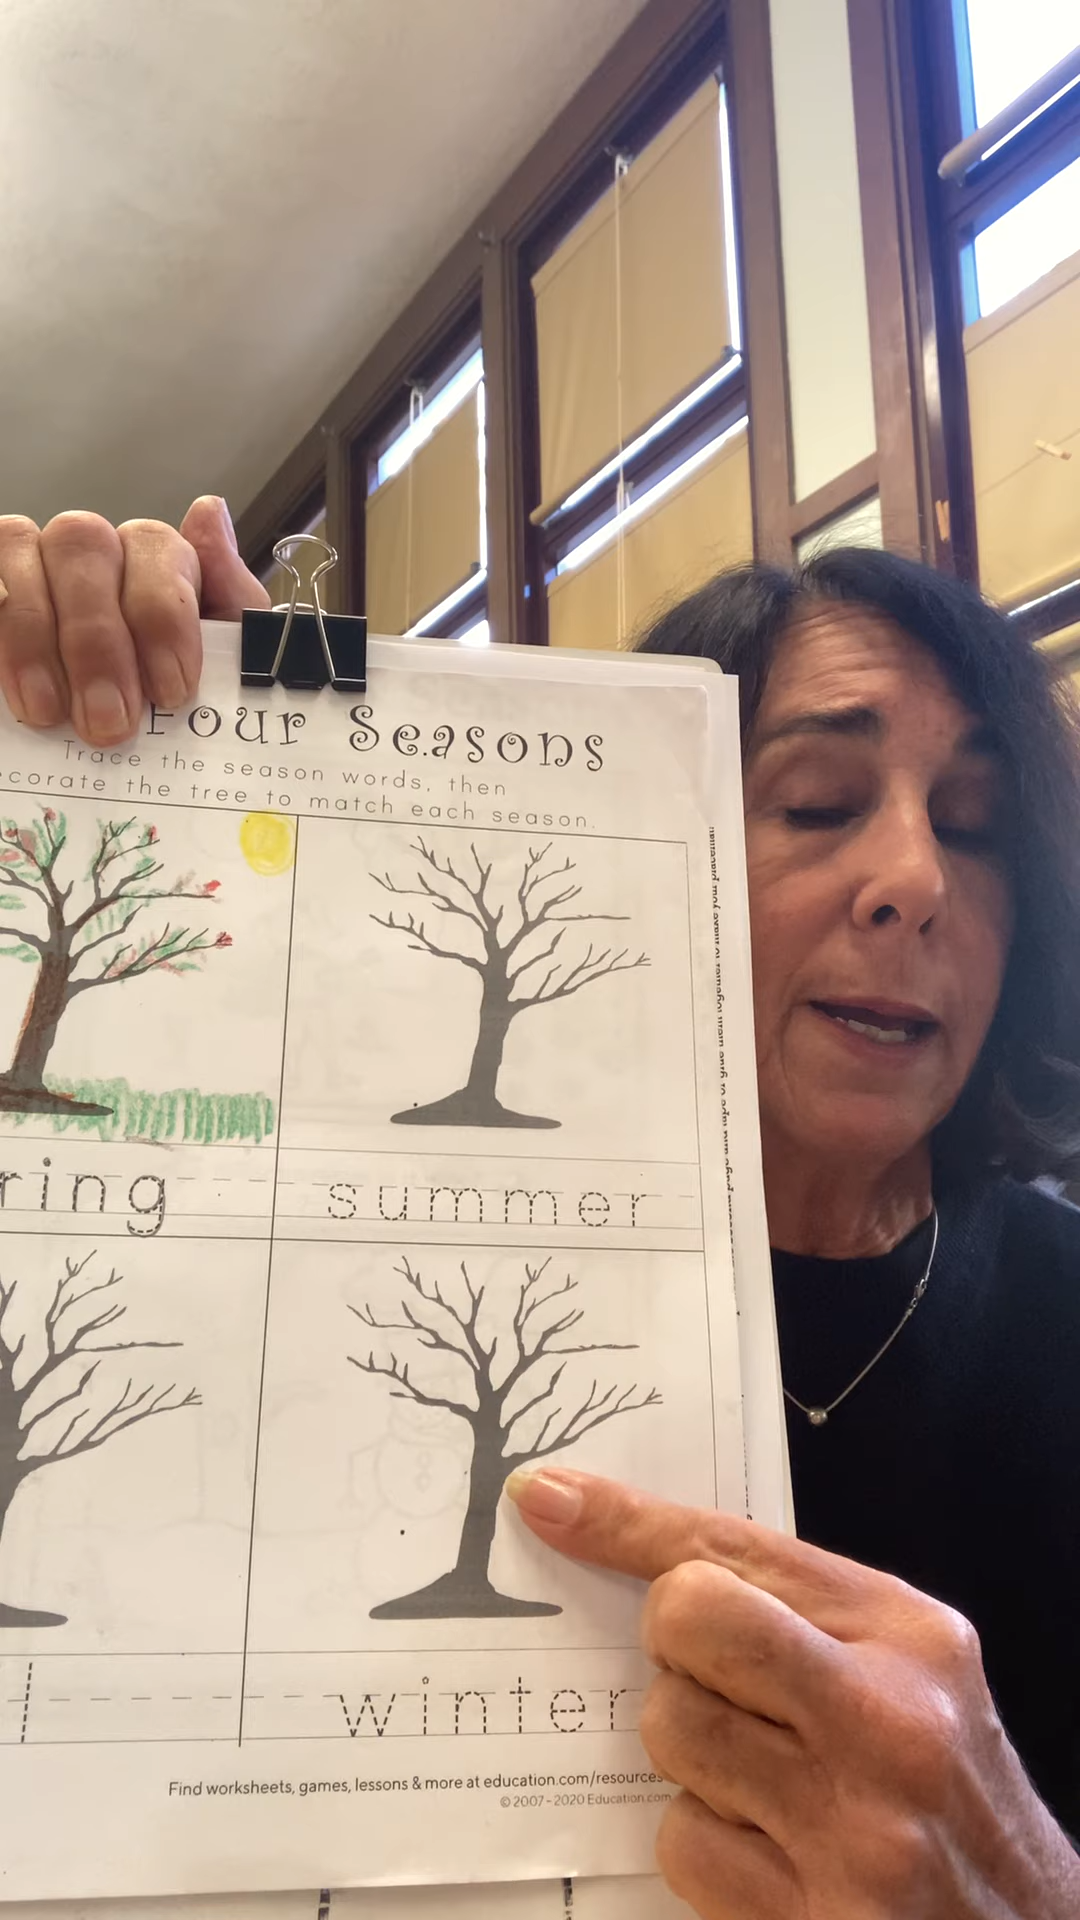 Four Seasons
Trace the season words, then
corate the tree to match each season.
ring
summer
l
winter
Find worksheets, games, lessons & more at education.com/resources
© 2007-2020 Education.com